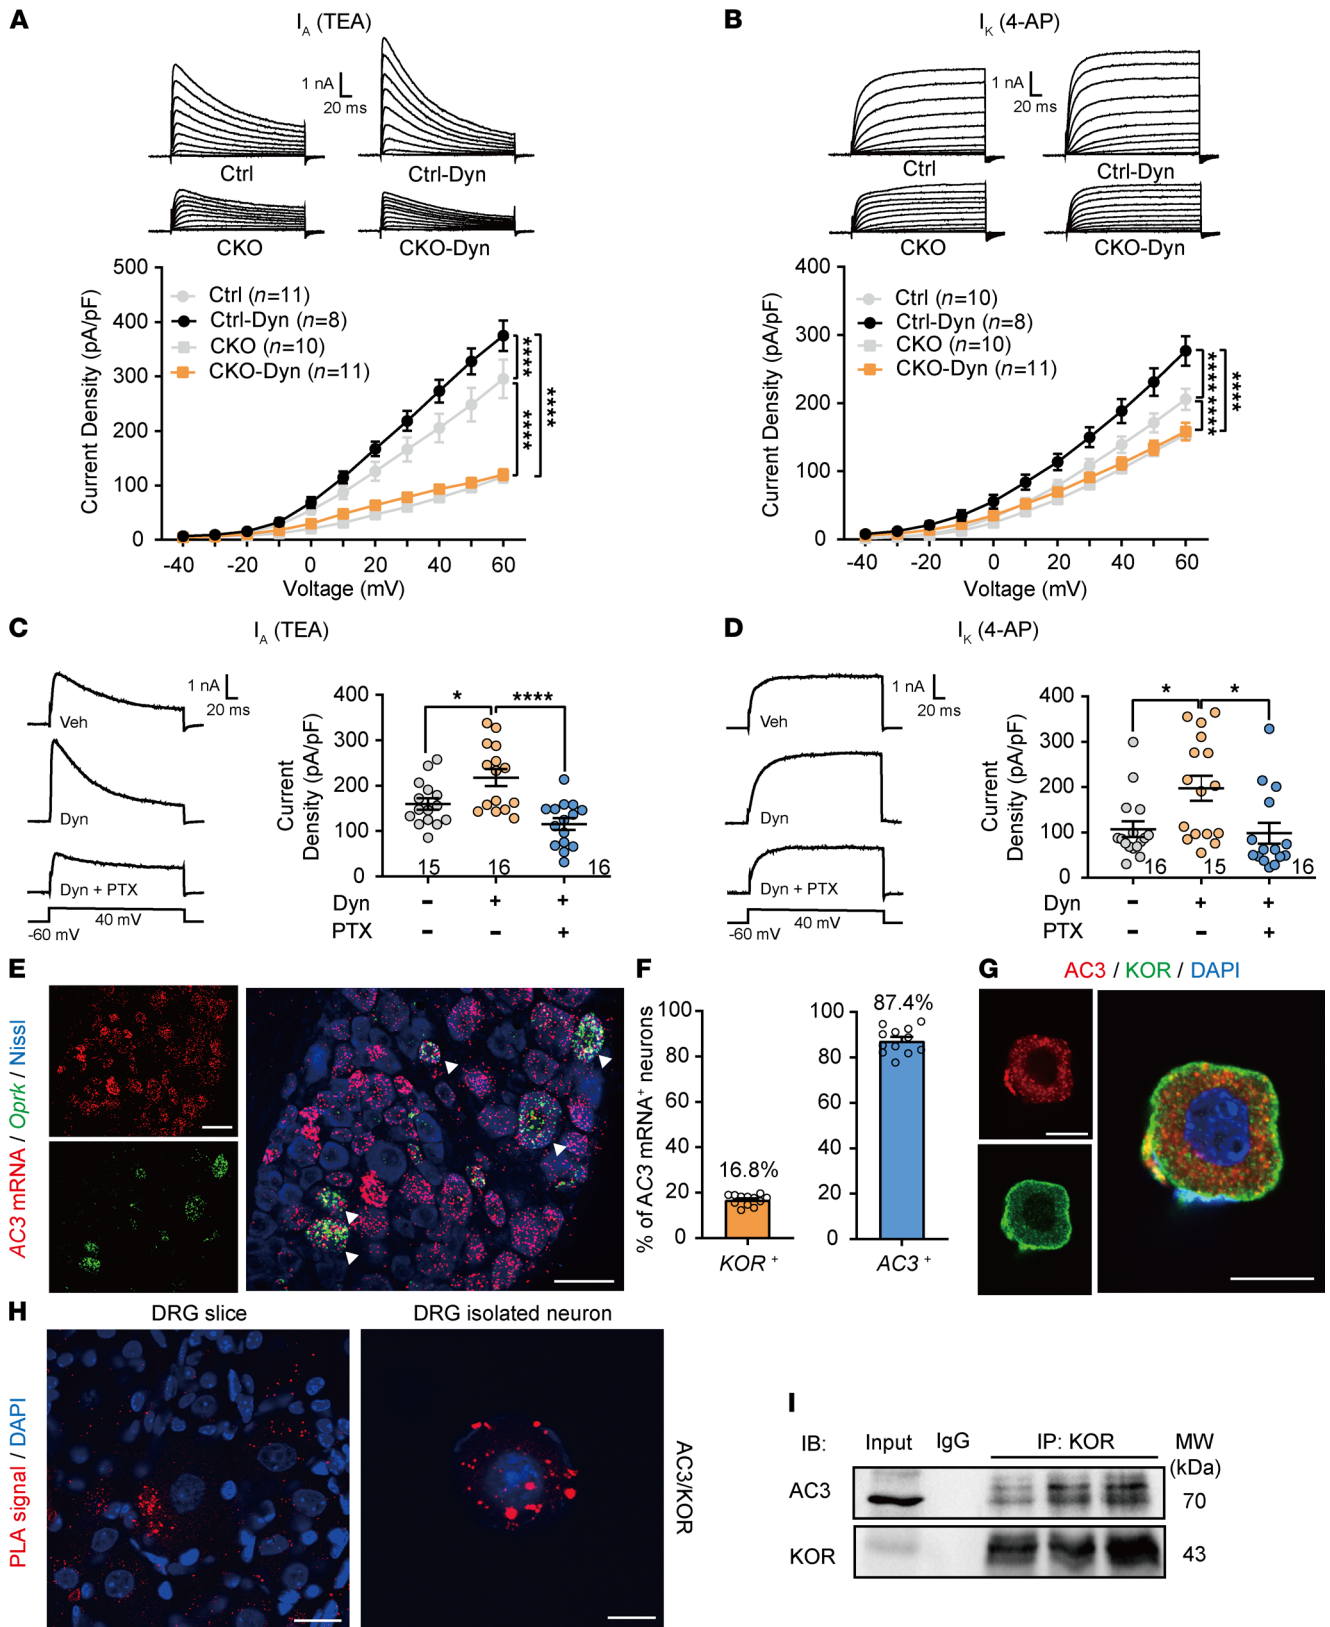 A
I_A (TEA)
1 nA
20 ms
Ctrl
Ctrl-Dyn
CKO
CKO-Dyn
Current Density (pA/pF)
500
400
300
200
100
0
Ctrl (n=11)
Ctrl-Dyn (n=8)
CKO (n=10)
CKO-Dyn (n=11)
****
****
****
-40 -20 0 20 40 60
Voltage (mV)
B
I_K (4-AP)
1 nA
20 ms
Ctrl
Ctrl-Dyn
CKO
CKO-Dyn
Current Density (pA/pF)
400
300
200
100
0
Ctrl (n=10)
Ctrl-Dyn (n=8)
CKO (n=10)
CKO-Dyn (n=11)
****
****
****
-40 -20 0 20 40 60
Voltage (mV)
C
I_A (TEA)
1 nA
20 ms
Veh
Dyn
Dyn + PTX
40 mV
-60 mV
Current
Density (pA/pF)
400
300
200
100
0
* ****
15 16 16
Dyn - + +
PTX - - +
D
I_K (4-AP)
1 nA
20 ms
Veh
Dyn
Dyn + PTX
40 mV
-60 mV
Current
Density (pA/pF)
400
300
200
100
0
* *
16 15 16
Dyn - + +
PTX - - +
E
AC3 mRNA / Oprk / Nissl
F
% of AC3 mRNA+ neurons
100
80
60
40
20
0
16.8%
KOR +
100
80
60
40
20
0
87.4%
AC3 +
G
AC3 / KOR / DAPI
H
DRG slice
DRG isolated neuron
PLA signal / DAPI
AC3/KOR
I
IB: Input IgG IP: KOR MW
(kDa)
AC3 70
KOR 43